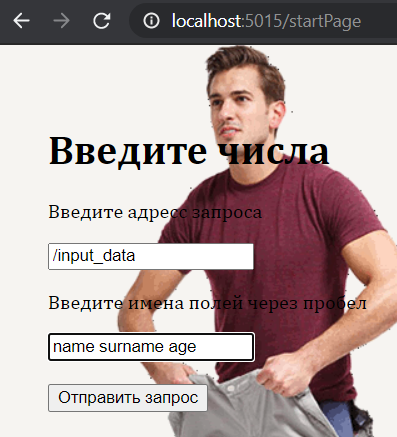 localhost:5015/startPage
Введите числа
Введите адресс запроса
/input_data
Введите имена полей через пробел
name surname age
Отправить запрос